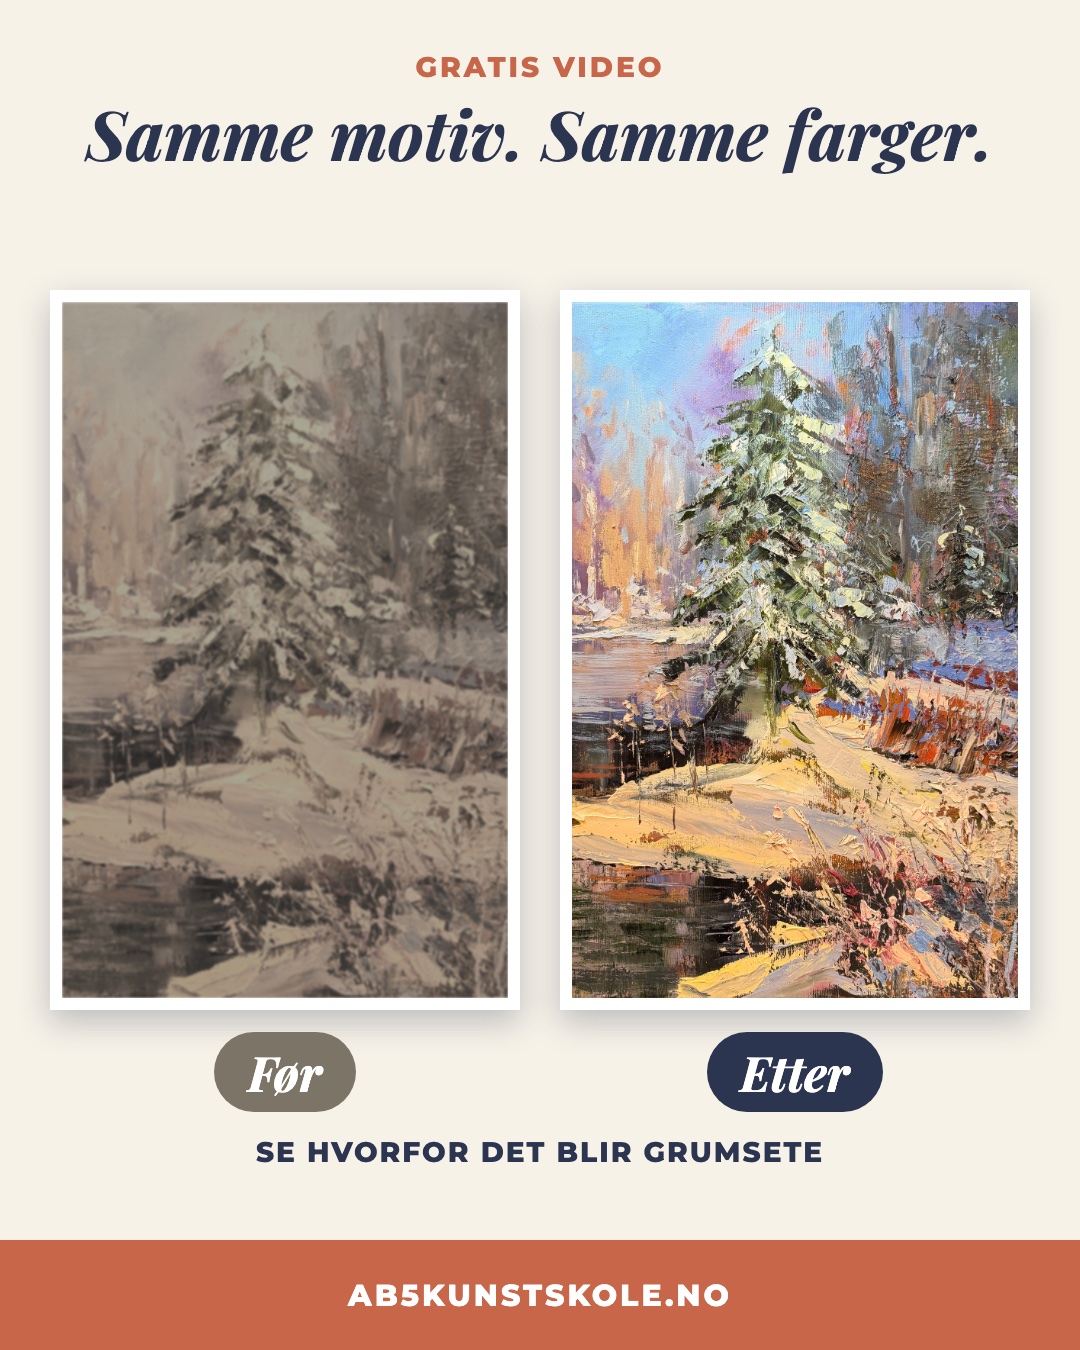 GRATIS VIDEO
Samme motiv. Samme farger.
Før
Etter
SE HVORFOR DET BLIR GRUMSETE
AB5KUNSTSKOLE.NO